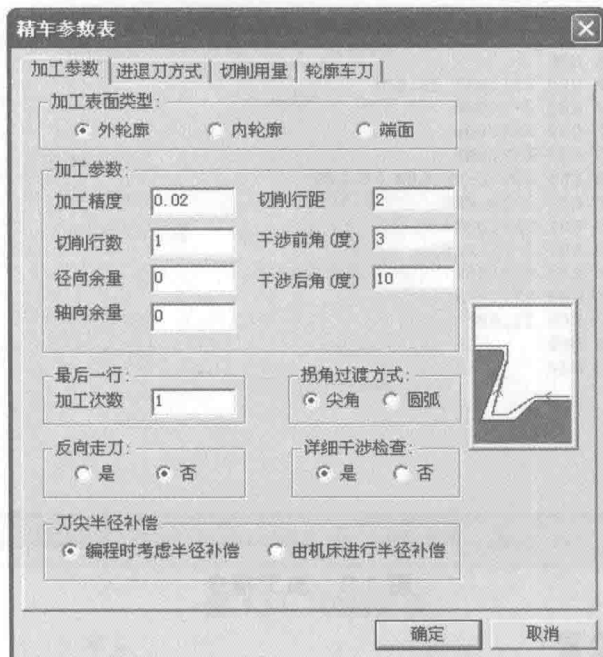 精车参数表
加工参数 进退刀方式 切削用量 轮廓车刀
加工表面类型:
外轮廓 内轮廓 端面
加工参数:
加工精度 0.02 切削行距 2
切削行数 1 干涉前角(度) 3
径向余量 0 干涉后角(度) 10
轴向余量 0
最后一行: 拐角过渡方式:
加工次数 1 尖角 圆弧
反向走刀: 详细干涉检查:
是 否 是 否
刀尖半径补偿
编程时考虑半径补偿 由机床进行半径补偿
确定 取消